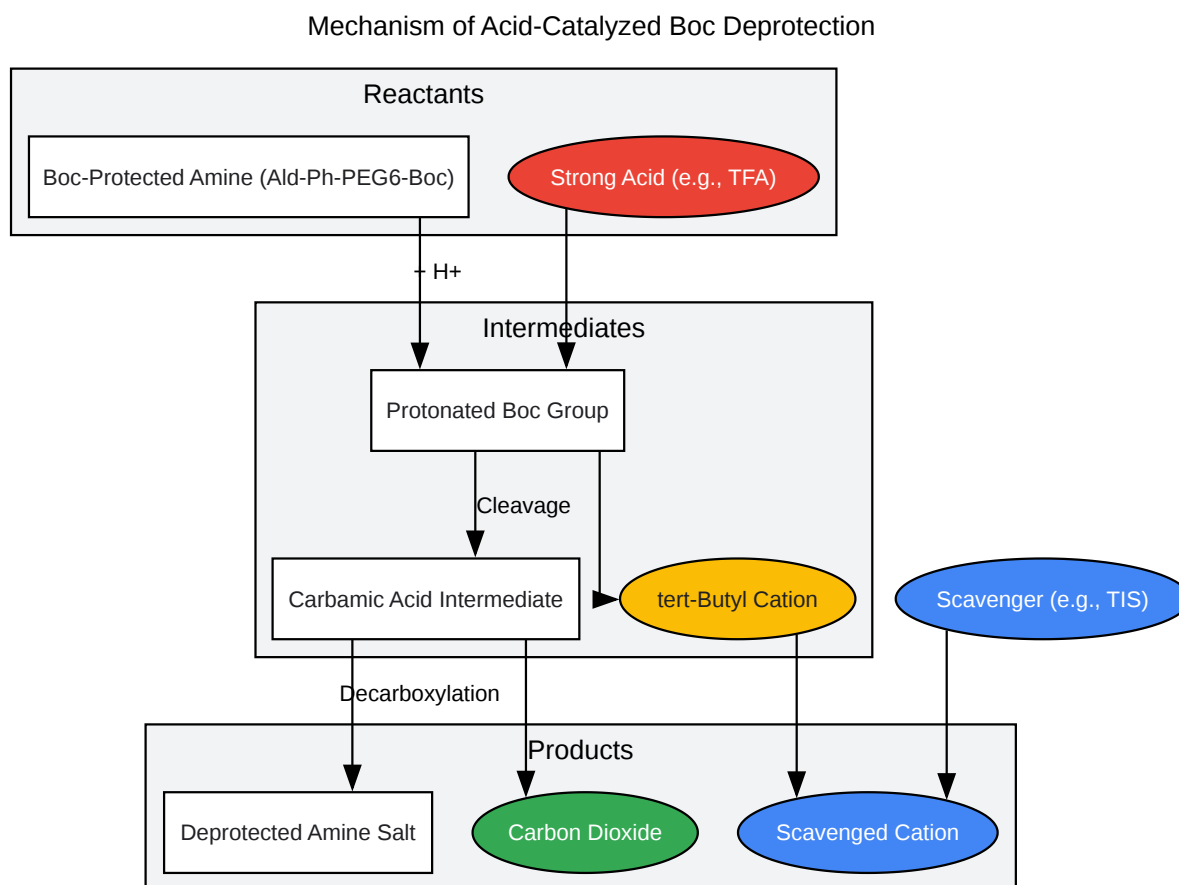 Mechanism of Acid-Catalyzed Boc Deprotection
Reactants
Boc-Protected Amine (Ald-Ph-PEG6-Boc)
Strong Acid (e.g., TFA)
+ H+
Intermediates
Protonated Boc Group
Cleavage
Carbamic Acid Intermediate
tert-Butyl Cation
Scavenger (e.g., TIS)
Decarboxylation
Products
Deprotected Amine Salt
Carbon Dioxide
Scavenged Cation